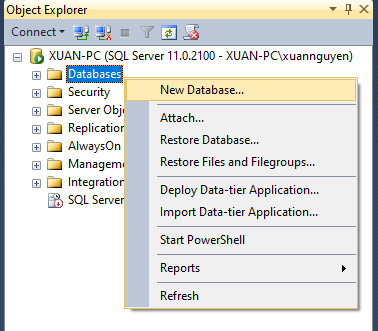 Object Explorer
Connect
XUAN-PC (SQL Server 11.0.2100 - XUAN-PC\xuannguyen)
Databases
Security
Server Obje
Replication
AlwaysOn
Manageme
Integration
SQL Server
New Database...
Attach...
Restore Database...
Restore Files and Filegroups...
Deploy Data-tier Application...
Import Data-tier Application...
Start PowerShell
Reports
Refresh